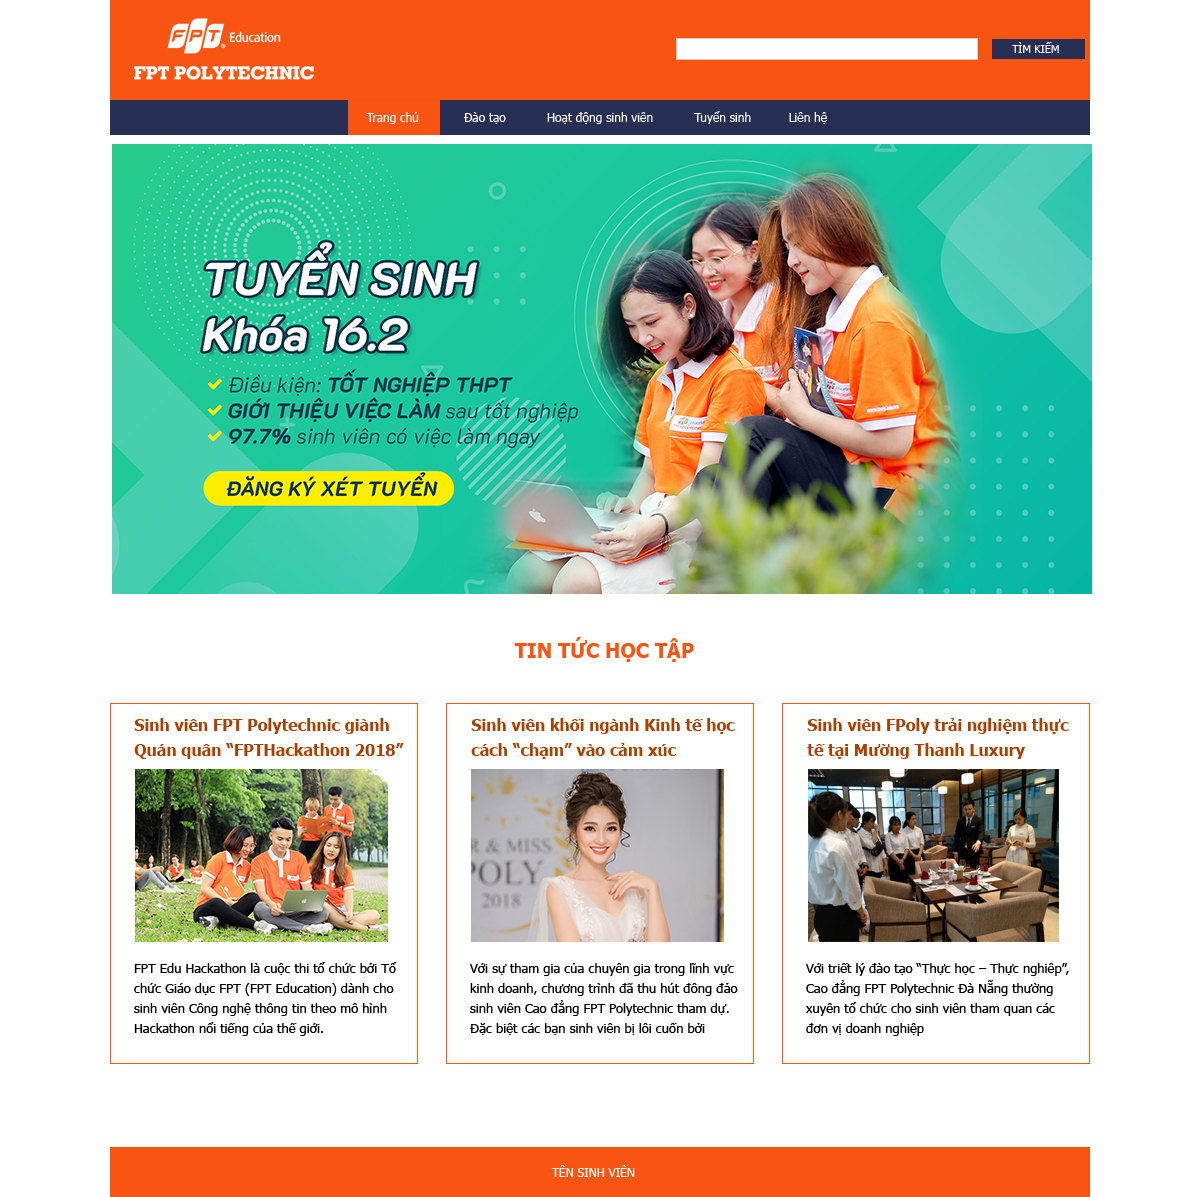 FPT Education
FPT POLYTECHNIC
TÌM KIẾM
Trang chủ
Đào tạo
Hoạt động sinh viên
Tuyển sinh
Liên hệ
TUYỂN SINH
Khóa 16.2
Điều kiện: TỐT NGHIỆP THPT
GIỚI THIỆU VIỆC LÀM sau tốt nghiệp
97.7% sinh viên có việc làm ngay
ĐĂNG KÝ XÉT TUYỂN
TIN TỨC HỌC TẬP
Sinh viên FPT Polytechnic giành
Quán quân “FPTHackathon 2018”
FPT Edu Hackathon là cuộc thi tổ chức bởi Tổ
chức Giáo dục FPT (FPT Education) dành cho
sinh viên Công nghệ thông tin theo mô hình
Hackathon nổi tiếng của thế giới.
Sinh viên khối ngành Kinh tế học
cách “chạm” vào cảm xúc
R & MISS
POLY
2018
Với sự tham gia của chuyên gia trong lĩnh vực
kinh doanh, chương trình đã thu hút đông đảo
sinh viên Cao đẳng FPT Polytechnic tham dự.
Đặc biệt các bạn sinh viên bị lôi cuốn bởi
Sinh viên FPoly trải nghiệm thực
tế tại Mường Thanh Luxury
Với triết lý đào tạo “Thực học – Thực nghiêp”,
Cao đẳng FPT Polytechnic Đà Nẵng thường
xuyên tổ chức cho sinh viên tham quan các
đơn vị doanh nghiệp
TÊN SINH VIÊN